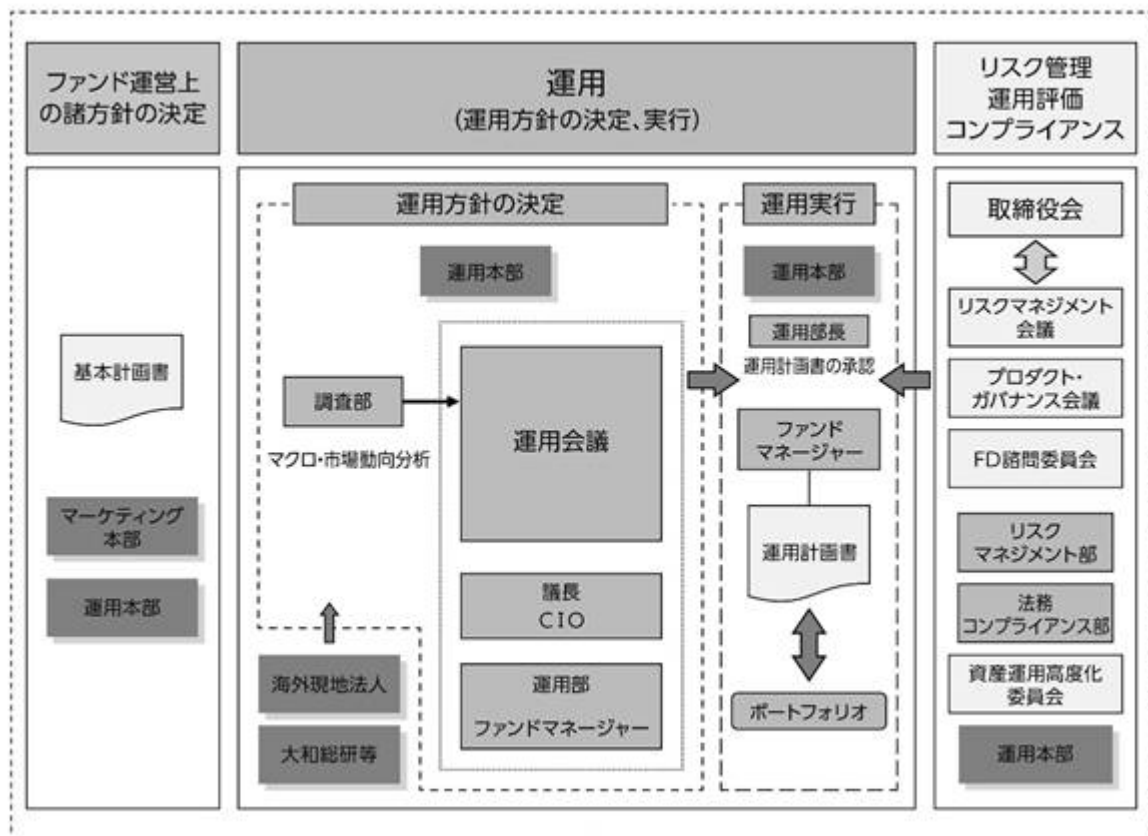 ファンド運営上
の諸方針の決定
運用
(運用方針の決定、実行)
リスク管理
運用評価
コンプライアンス
基本計画書
マーケティング
本部
運用本部
運用方針の決定
運用本部
調査部
マクロ・市場動向分析
運用会議
議長
CIO
運用部
ファンドマネージャー
海外現地法人
大和総研等
運用実行
運用本部
運用部長
運用計画書の承認
ファンド
マネージャー
運用計画書
ポートフォリオ
取締役会
リスクマネジメント
会議
プロダクト・
ガバナンス会議
FD諮問委員会
リスク
マネジメント部
法務
コンプライアンス部
資産運用高度化
委員会
運用本部